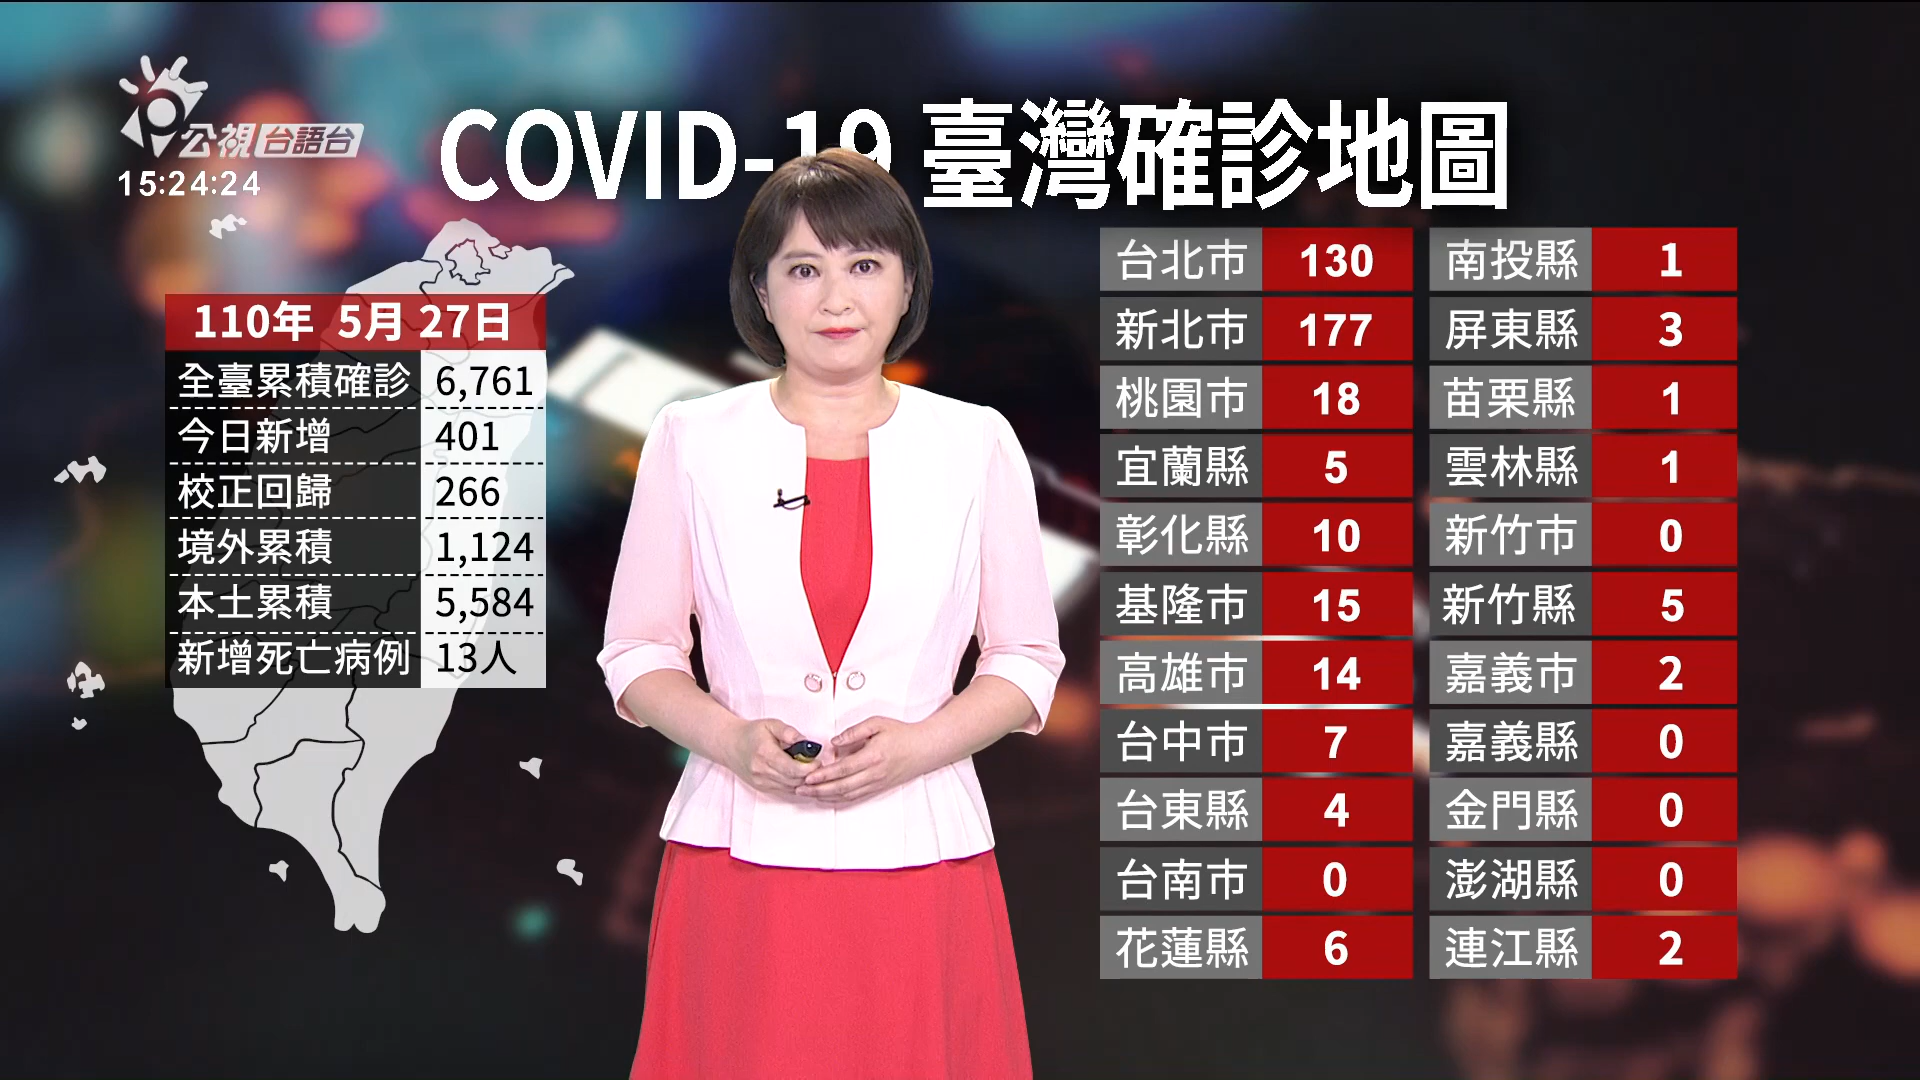 公視台語台
15:24:24
COVID-19 臺灣確診地圖
110年 5月 27日
全臺累積確診 6,761
今日新增 401
校正回歸 266
境外累積 1,124
本土累積 5,584
新增死亡病例 13人
台北市 130
新北市 177
桃園市 18
宜蘭縣 5
彰化縣 10
基隆市 15
高雄市 14
台中市 7
台東縣 4
台南市 0
花蓮縣 6
南投縣 1
屏東縣 3
苗栗縣 1
雲林縣 1
新竹市 0
新竹縣 5
嘉義市 2
嘉義縣 0
金門縣 0
澎湖縣 0
連江縣 2